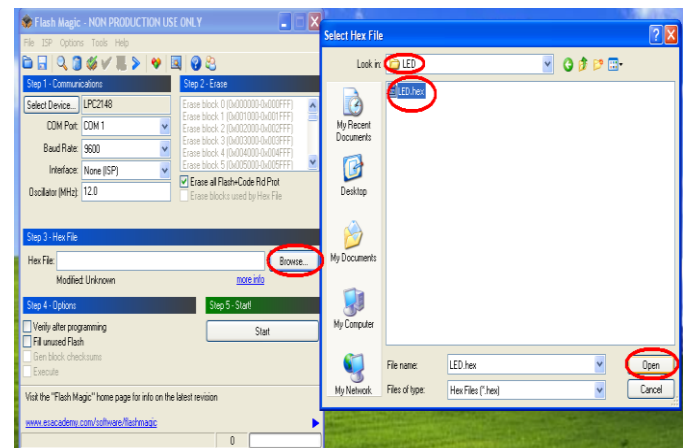 Flash Magic - NON PRODUCTION USE ONLY
File ISP Options Tools Help
Step 1 - Communications
Select Device...
LPC2148
COM Port:
COM 1
Baud Rate:
9600
Interface:
None (ISP)
Oscillator (MHz):
12.0
Step 2 - Erase
Erase block 0 (0x000000-0x000FFF)
Erase block 1 (0x001000-0x001FFF)
Erase block 2 (0x002000-0x002FFF)
Erase block 3 (0x003000-0x003FFF)
Erase block 4 (0x004000-0x004FFF)
Erase block 5 (0x005000-0x005FFF)
Erase all Flash+Code Rd Prot
Erase blocks used by Hex File
Step 3 - Hex File
Hex File:
Browse...
Modified: Unknown
more info
Step 4 - Options
Verify after programming
Fill unused Flash
Gen block checksums
Execute
Step 5 - Start!
Start
Visit the "Flash Magic" home page for info on the latest revision
www.esacademy.com/software/flashmagic
0
Select Hex File
Look in:
LED
LED.hex
My Recent
Documents
Desktop
My Documents
My Computer
My Network
File name:
LED.hex
Open
Files of type:
Hex Files (*.hex)
Cancel